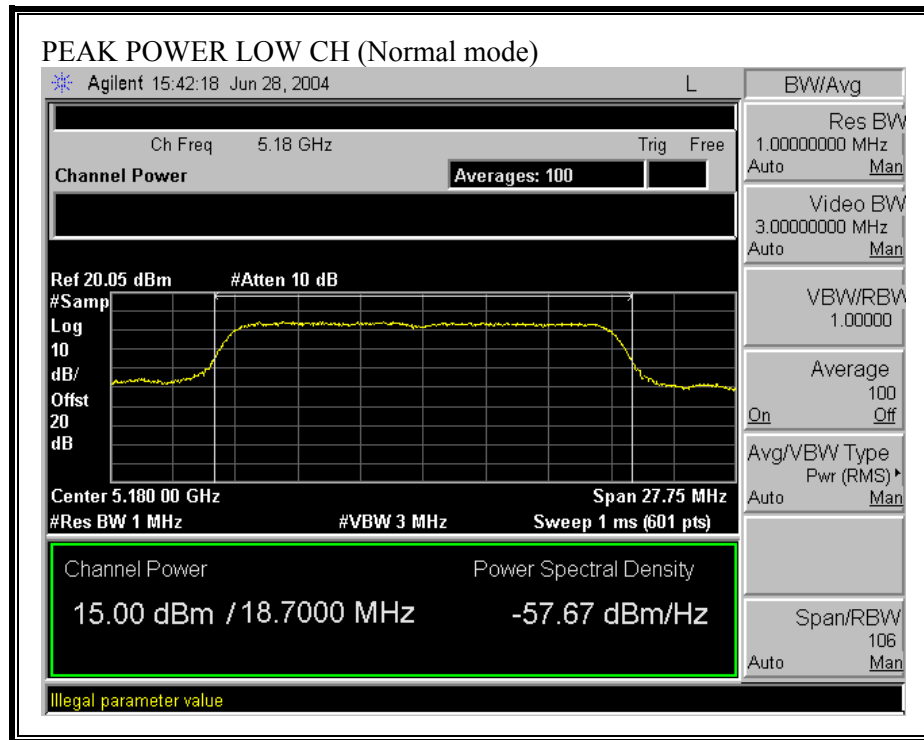 PEAK POWER LOW CH (Normal mode)
Agilent 15:42:18 Jun 28, 2004 L
BW/Avg
Ch Freq 5.18 GHz Trig Free
Channel Power Averages: 100
Res BW
1.00000000 MHz
Auto Man
Video BW
3.00000000 MHz
Auto Man
VBW/RBW
1.00000
Average
100
On Off
Avg/VBW Type
Pwr (RMS)
Auto Man
Span/RBW
106
Auto Man
Ref 20.05 dBm #Atten 10 dB
#Samp
Log
10
dB/
Offst
20
dB
Center 5.180 00 GHz Span 27.75 MHz
#Res BW 1 MHz #VBW 3 MHz Sweep 1 ms (601 pts)
Channel Power Power Spectral Density
15.00 dBm / 18.7000 MHz -57.67 dBm/Hz
Illegal parameter value